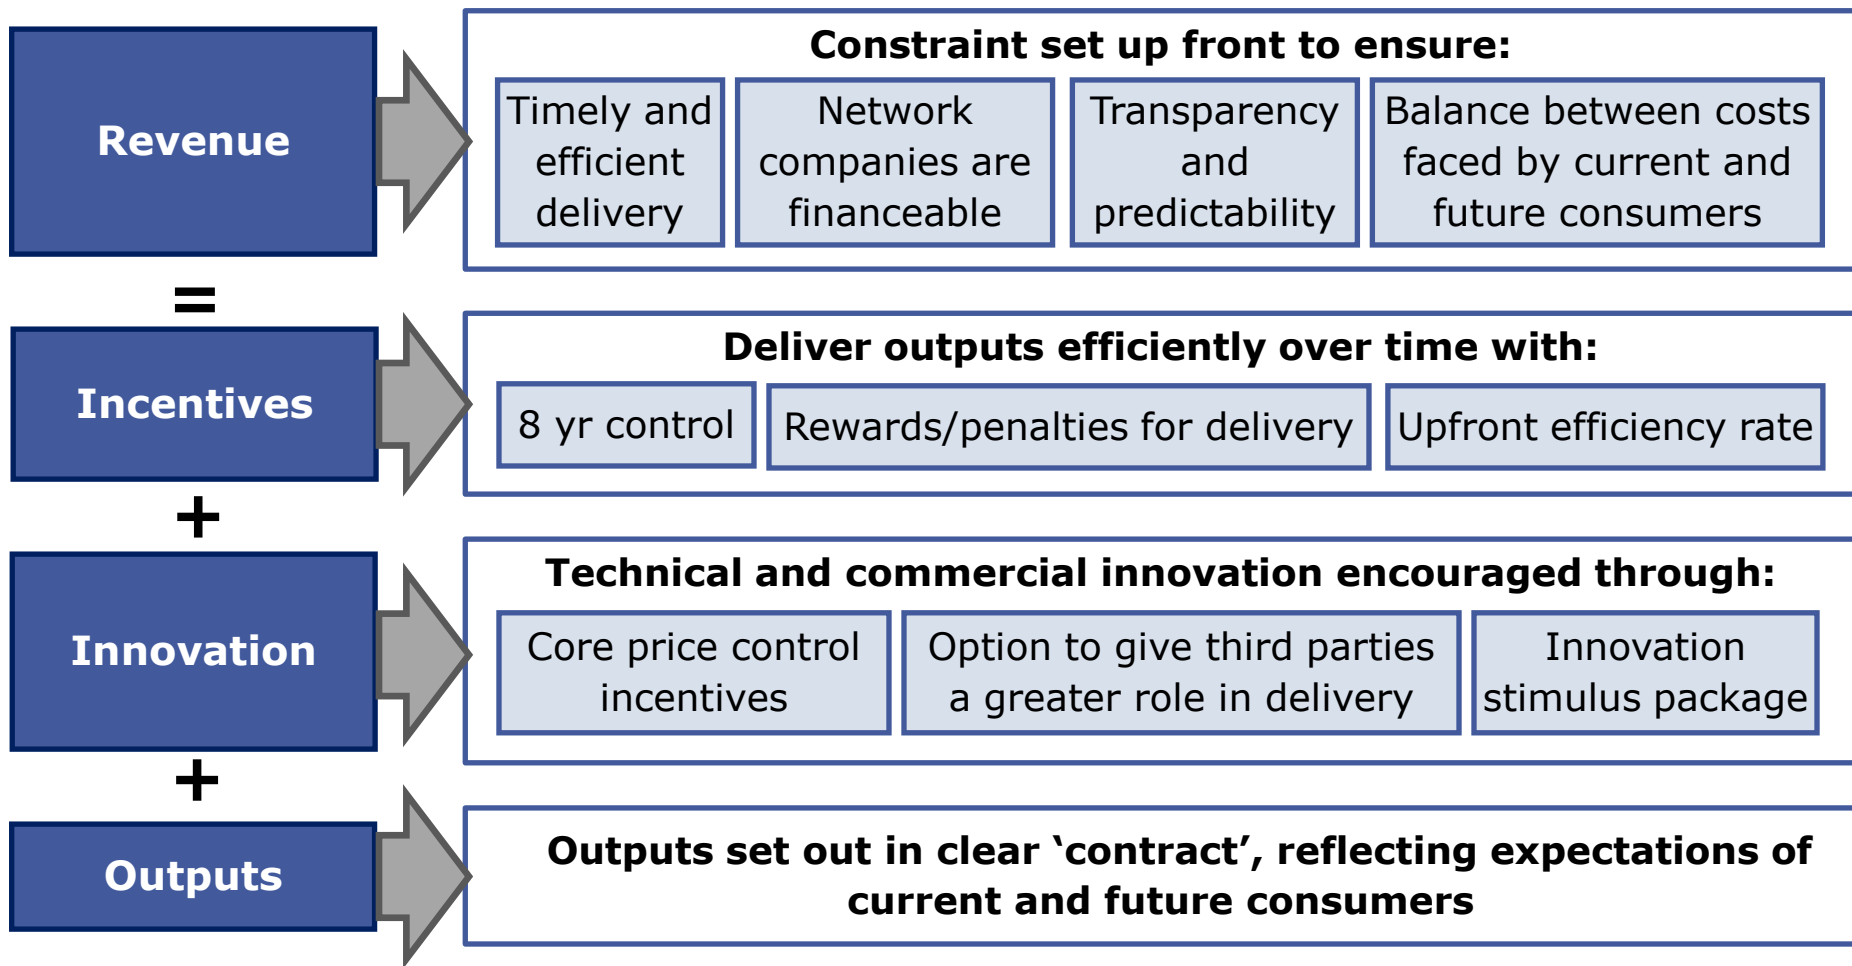 Revenue
Constraint set up front to ensure:
Timely and
efficient
delivery
Network
companies are
financeable
Transparency
and
predictability
Balance between costs
faced by current and
future consumers
=
Incentives
Deliver outputs efficiently over time with:
8 yr control
Rewards/penalties for delivery
Upfront efficiency rate
+
Innovation
Technical and commercial innovation encouraged through:
Core price control
incentives
Option to give third parties
a greater role in delivery
Innovation
stimulus package
+
Outputs
Outputs set out in clear ‘contract’, reflecting expectations of
current and future consumers